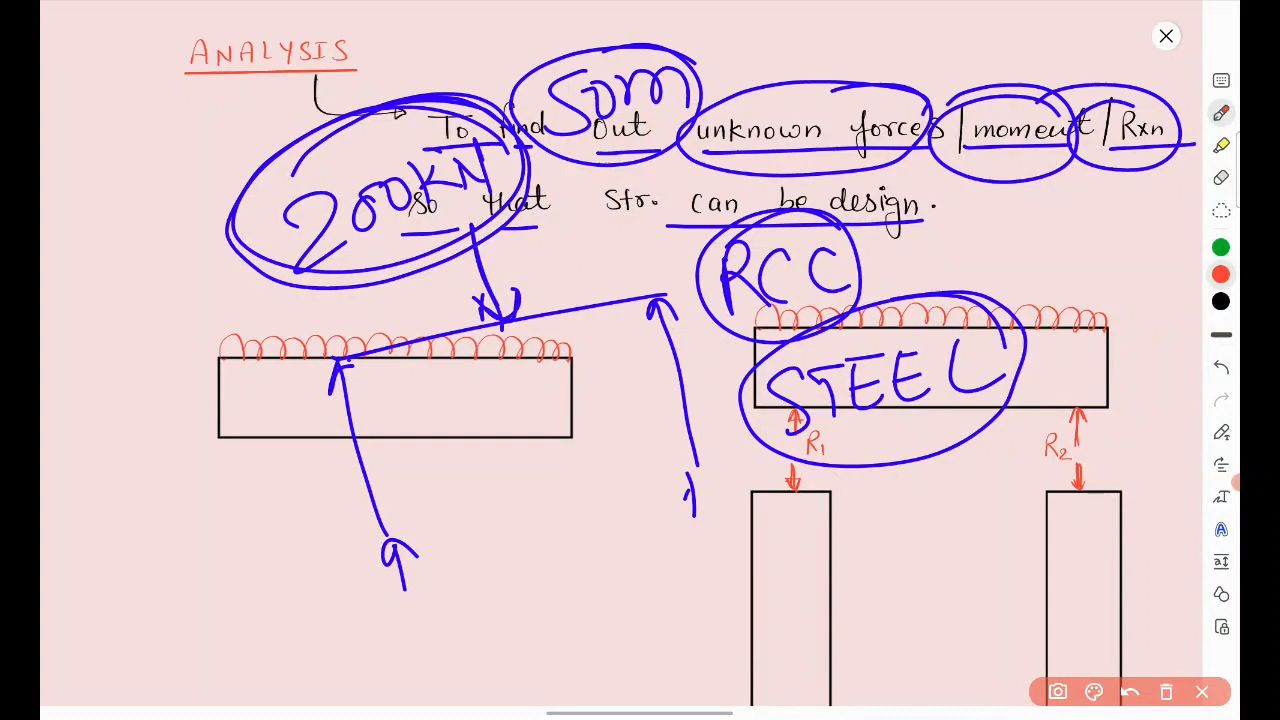 ANALYSIS
50m
To find Out unknown forces / moment / Rxn
200KN
So that Str. can be design.
RCC
STEEL
R1
R2